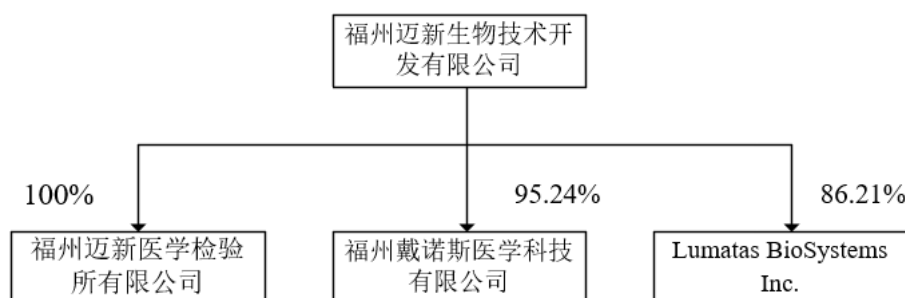 福州迈新生物技术开
发有限公司
100%
95.24%
86.21%
福州迈新医学检验
所有限公司
福州戴诺斯医学科技
有限公司
Lumatas BioSystems
Inc.